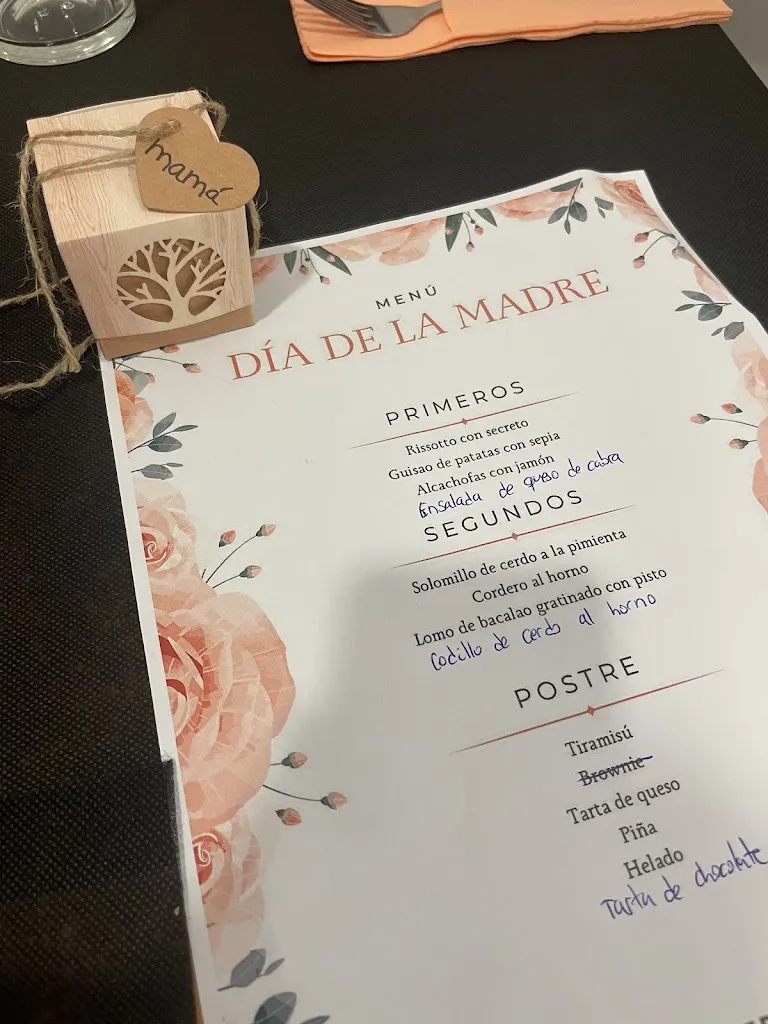 mamá
MENÚ
DÍA DE LA MADRE
PRIMEROS
Rissotto con secreto
Guisao de patatas con sepia
Alcachofas con jamón
Ensalada de queso de cabra
SEGUNDOS
Solomillo de cerdo a la pimienta
Cordero al horno
Lomo de bacalao gratinado con pisto
Codillo de cerdo al horno
POSTRE
Tiramisú
Brownie
Tarta de queso
Piña
Helado
Tarta de chocolate